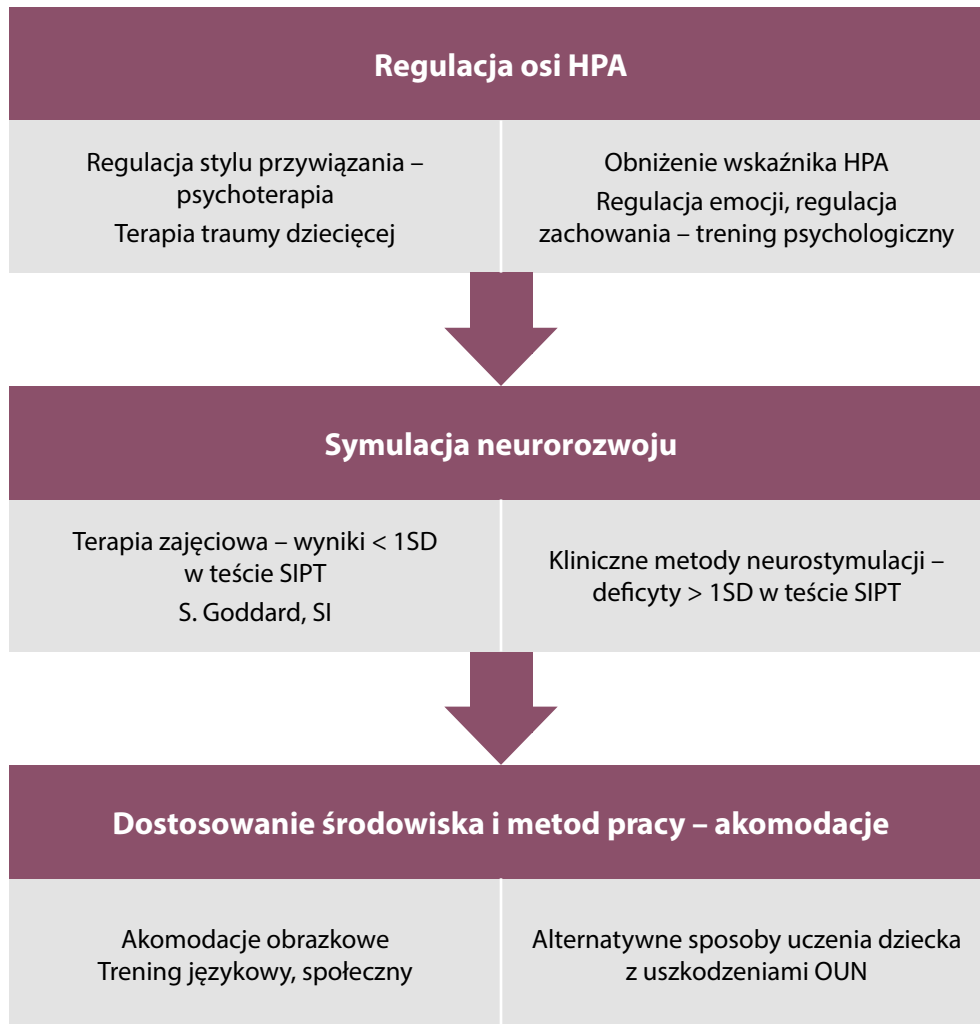 Regulacja osi HPA
Regulacja stylu przywiązania –
psychoterapia
Terapia traumy dziecięcej
Obniżenie wskaźnika HPA
Regulacja emocji, regulacja
zachowania – trening psychologiczny
Symulacja neurorozwoju
Terapia zajęciowa – wyniki < 1SD
w teście SIPT
S. Goddard, SI
Kliniczne metody neurostymulacji –
deficyty > 1SD w teście SIPT
Dostosowanie środowiska i metod pracy – akomodacje
Akomodacje obrazkowe
Trening językowy, społeczny
Alternatywne sposoby uczenia dziecka
z uszkodzeniami OUN